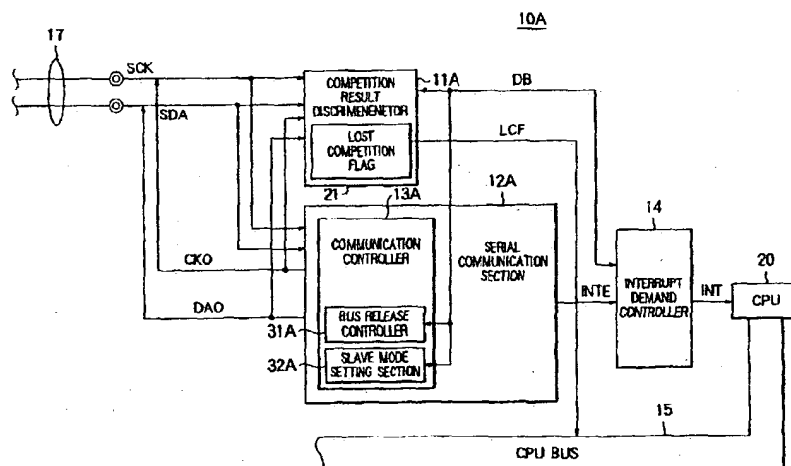 10A
17
SCK
SDA
COMPETITION
RESULT
DISCRIMENENETOR
11A
DB
LOST
COMPETITION
FLAG
LCF
21
13A
12A
14
20
COMMUNICATION
CONTROLLER
SERIAL
COMMUNICATION
SECTION
CKO
INTE
INTERRUPT
DEMAND
CONTROLLER
INT
CPU
DAO
BUS RELEASE
CONTROLLER
31A
SLAVE MODE
SETTING SECTION
32A
15
CPU BUS